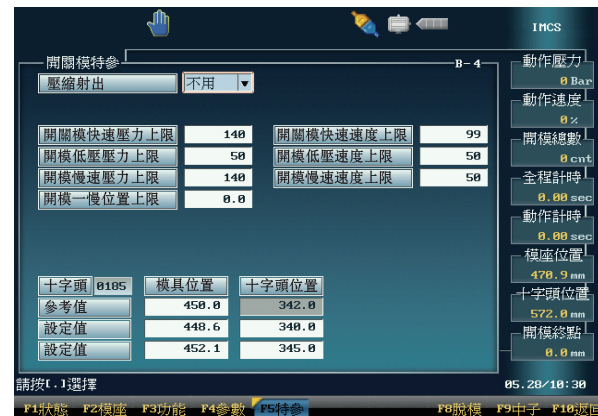 IMCS
開關模特參
B-4
壓縮射出 不用
開關模快速壓力上限 140 開關模快速速度上限 99
開模低壓壓力上限 50 開模低壓速度上限 50
開模慢速壓力上限 140 開模慢速速度上限 50
開模一慢位置上限 0.0
十字頭 0185 模具位置 十字頭位置
參考值 450.0 342.0
設定值 448.6 340.0
設定值 452.1 345.0
動作壓力
0 Bar
動作速度
0 %
開模總數
0 cnt
全程計時
0.00 sec
動作計時
0.00 sec
模座位置
470.9 mm
十字頭位置
572.0 mm
開模終點
0.0 mm
請按[.]選擇
05.28/10:30
F1狀態 F2模座 F3功能 F4參數 F5特參 F8脫模 F9中子 F10返回